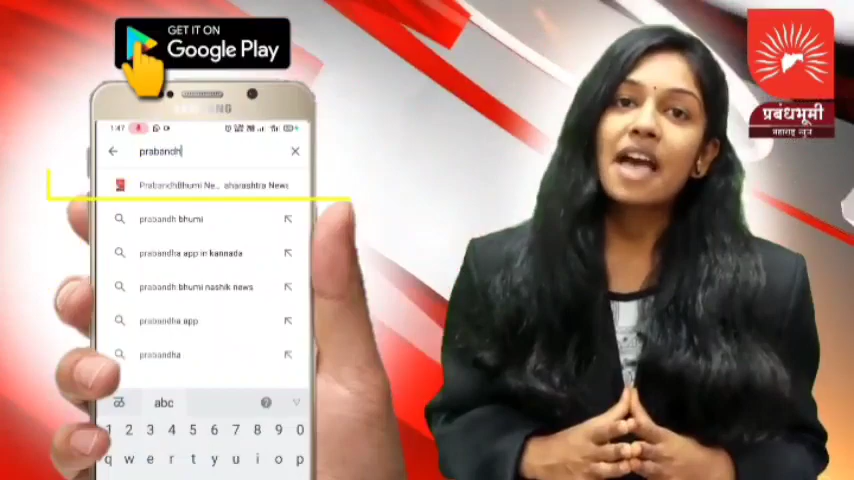 GET IT ON
Google Play
SAMSUNG
1:47
prabandh
PrabandhBhumi Ne... aharashtra News
prabandh bhumi
prabandha app in kannada
prabandh bhumi nashik news
prabandha app
prabandha
abc
1 2 3 4 5 6 7 8 9 0
q w e r t y u i o p
प्रबंधभूमी
महाराष्ट्र न्यूज